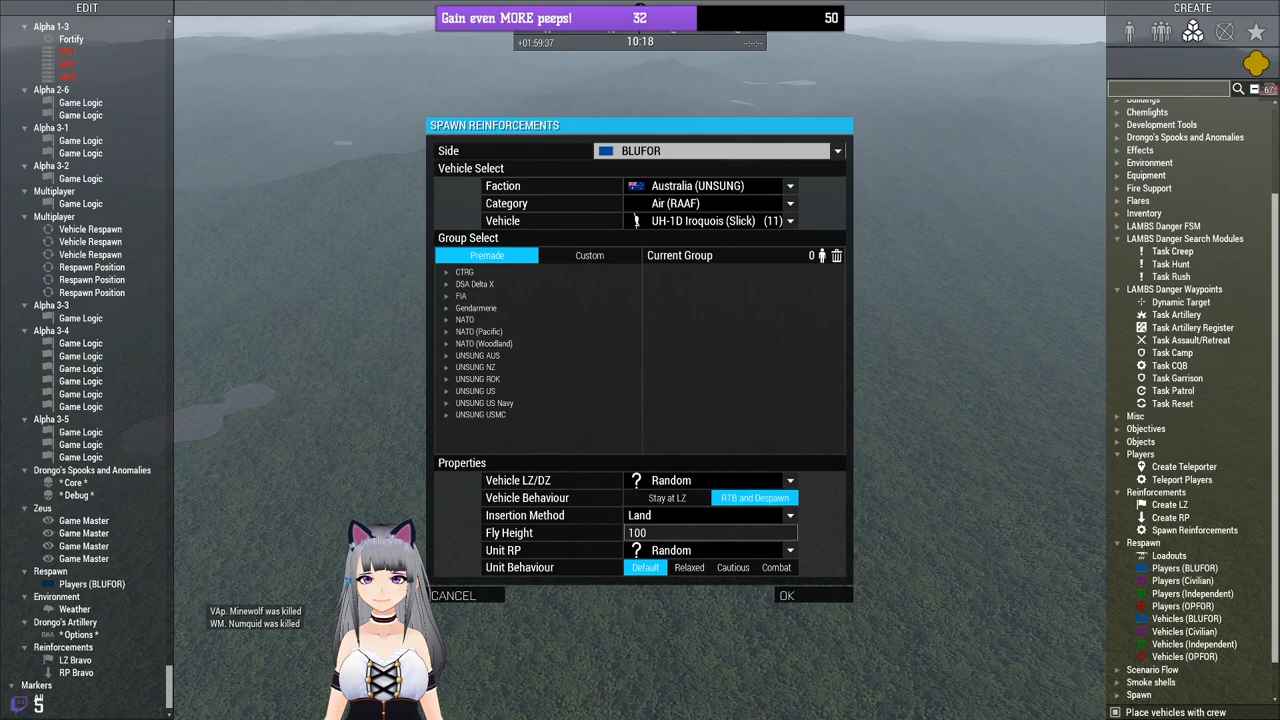 EDIT
Alpha 1-3
Fortify
Alpha 2-6
Game Logic
Game Logic
Alpha 3-1
Game Logic
Game Logic
Alpha 3-2
Game Logic
Multiplayer
Game Logic
Multiplayer
Vehicle Respawn
Vehicle Respawn
Vehicle Respawn
Respawn Position
Respawn Position
Respawn Position
Alpha 3-3
Game Logic
Alpha 3-4
Game Logic
Game Logic
Game Logic
Game Logic
Game Logic
Game Logic
Alpha 3-5
Game Logic
Game Logic
Game Logic
Drongo's Spooks and Anomalies
* Core *
* Debug *
Zeus
Game Master
Game Master
Game Master
Game Master
Respawn
Players (BLUFOR)
Environment
Weather
Drongo's Artillery
*Options *
Reinforcements
LZ Bravo
RP Bravo
Markers
Gain even MORE peeps! 32 50
+01:59:37 10:18 --:--:--
SPAWN REINFORCEMENTS
Side BLUFOR
Vehicle Select
Faction Australia (UNSUNG)
Category Air (RAAF)
Vehicle UH-1D Iroquois (Slick) (11)
Group Select
Premade Custom Current Group 0
CTRG
DSA Delta X
FIA
Gendarmerie
NATO
NATO (Pacific)
NATO (Woodland)
UNSUNG AUS
UNSUNG NZ
UNSUNG ROK
UNSUNG US
UNSUNG US Navy
UNSUNG USMC
Properties
Vehicle LZ/DZ ? Random
Vehicle Behaviour Stay at LZ RTB and Despawn
Insertion Method Land
Fly Height 100
Unit RP ? Random
Unit Behaviour Default Relaxed Cautious Combat
CANCEL OK
VAp. Minewolf was killed
WM. Numquid was killed
CREATE
Buildings
Chemlights
Development Tools
Drongo's Spooks and Anomalies
Effects
Environment
Equipment
Fire Support
Flares
Inventory
LAMBS Danger FSM
LAMBS Danger Search Modules
Task Creep
Task Hunt
Task Rush
LAMBS Danger Waypoints
Dynamic Target
Task Artillery
Task Artillery Register
Task Assault/Retreat
Task Camp
Task CQB
Task Garrison
Task Patrol
Task Reset
Misc
Objectives
Objects
Players
Create Teleporter
Teleport Players
Reinforcements
Create LZ
Create RP
Spawn Reinforcements
Respawn
Loadouts
Players (BLUFOR)
Players (Civilian)
Players (Independent)
Players (OPFOR)
Vehicles (BLUFOR)
Vehicles (Civilian)
Vehicles (Independent)
Vehicles (OPFOR)
Scenario Flow
Smoke shells
Spawn
Place vehicles with crew